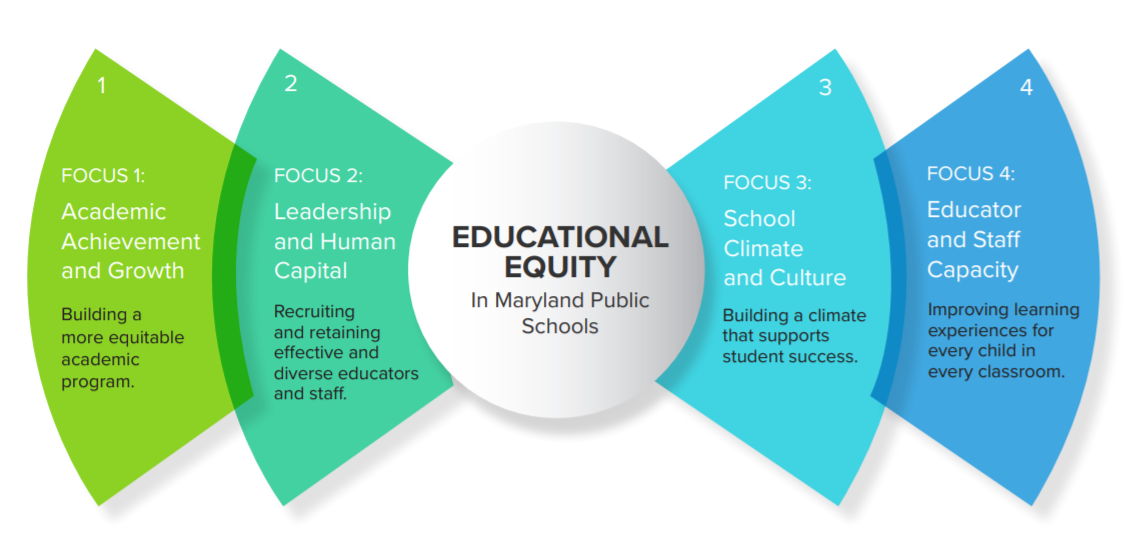 1
FOCUS 1:
Academic
Achievement
and Growth
Building a
more equitable
academic
program.
2
FOCUS 2:
Leadership
and Human
Capital
Recruiting
and retaining
effective and
diverse educators
and staff.
EDUCATIONAL
EQUITY
In Maryland Public
Schools
3
FOCUS 3:
School
Climate
and Culture
Building a climate
that supports
student success.
4
FOCUS 4:
Educator
and Staff
Capacity
Improving learning
experiences for
every child in
every classroom.